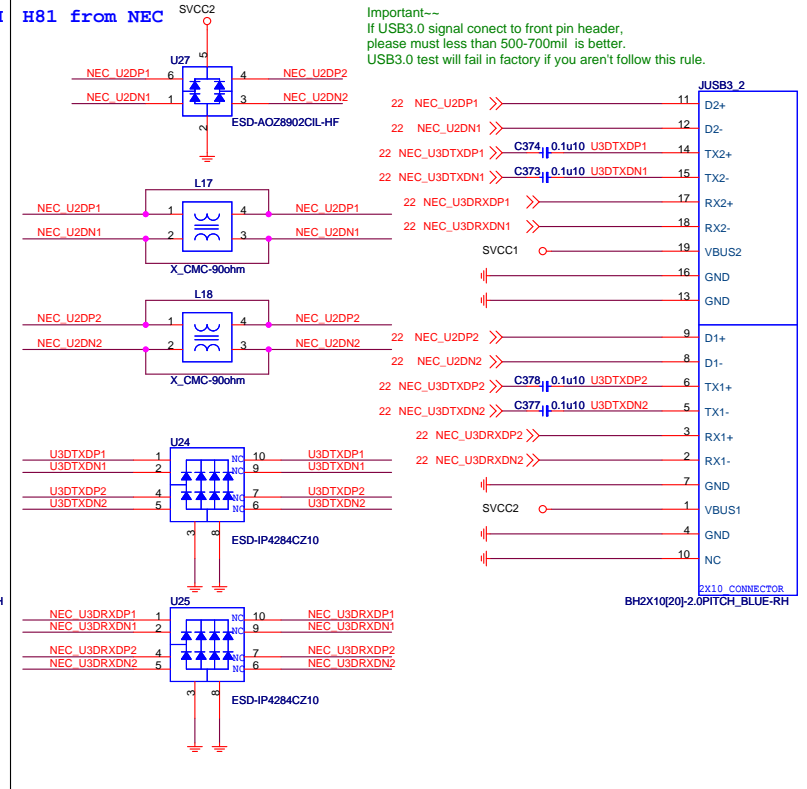 H81 from NEC
SVCC2
Important~~
If USB3.0 signal conect to front pin header,
please must less than 500-700mil is better.
USB3.0 test will fail in factory if you aren't follow this rule.
5
U27
NEC_U2DP1 6 4 NEC_U2DP2
NEC_U2DN1 1 3 NEC_U2DN2
2
ESD-AOZ8902CIL-HF
L17
NEC_U2DP1 1 4 NEC_U2DP1
NEC_U2DN1 2 3 NEC_U2DN1
X_CMC-90ohm
L18
NEC_U2DP2 1 4 NEC_U2DP2
NEC_U2DN2 2 3 NEC_U2DN2
X_CMC-90ohm
U24
U3DTXDP1 1 NC 10 U3DTXDP1
U3DTXDN1 2 9 U3DTXDN1
U3DTXDP2 4 NC 7 U3DTXDP2
U3DTXDN2 5 NC 6 U3DTXDN2
3 8
ESD-IP4284CZ10
U25
NEC_U3DRXDP1 1 NC 10 NEC_U3DRXDP1
NEC_U3DRXDN1 2 9 NEC_U3DRXDN1
NEC_U3DRXDP2 4 NC 7 NEC_U3DRXDP2
NEC_U3DRXDN2 5 NC 6 NEC_U3DRXDN2
3 8
ESD-IP4284CZ10
JUSB3_2
22 NEC_U2DP1 11 D2+
22 NEC_U2DN1 12 D2-
22 NEC_U3DTXDP1 C374 0.1u10 U3DTXDP1 14 TX2+
22 NEC_U3DTXDN1 C373 0.1u10 U3DTXDN1 15 TX2-
22 NEC_U3DRXDP1 17 RX2+
22 NEC_U3DRXDN1 18 RX2-
SVCC1 19 VBUS2
16 GND
13 GND
22 NEC_U2DP2 9 D1+
22 NEC_U2DN2 8 D1-
22 NEC_U3DTXDP2 C378 0.1u10 U3DTXDP2 6 TX1+
22 NEC_U3DTXDN2 C377 0.1u10 U3DTXDN2 5 TX1-
22 NEC_U3DRXDP2 3 RX1+
22 NEC_U3DRXDN2 2 RX1-
7 GND
SVCC2 1 VBUS1
4 GND
10 NC
2X10 CONNECTOR
BH2X10[20]-2.0PITCH_BLUE-RH